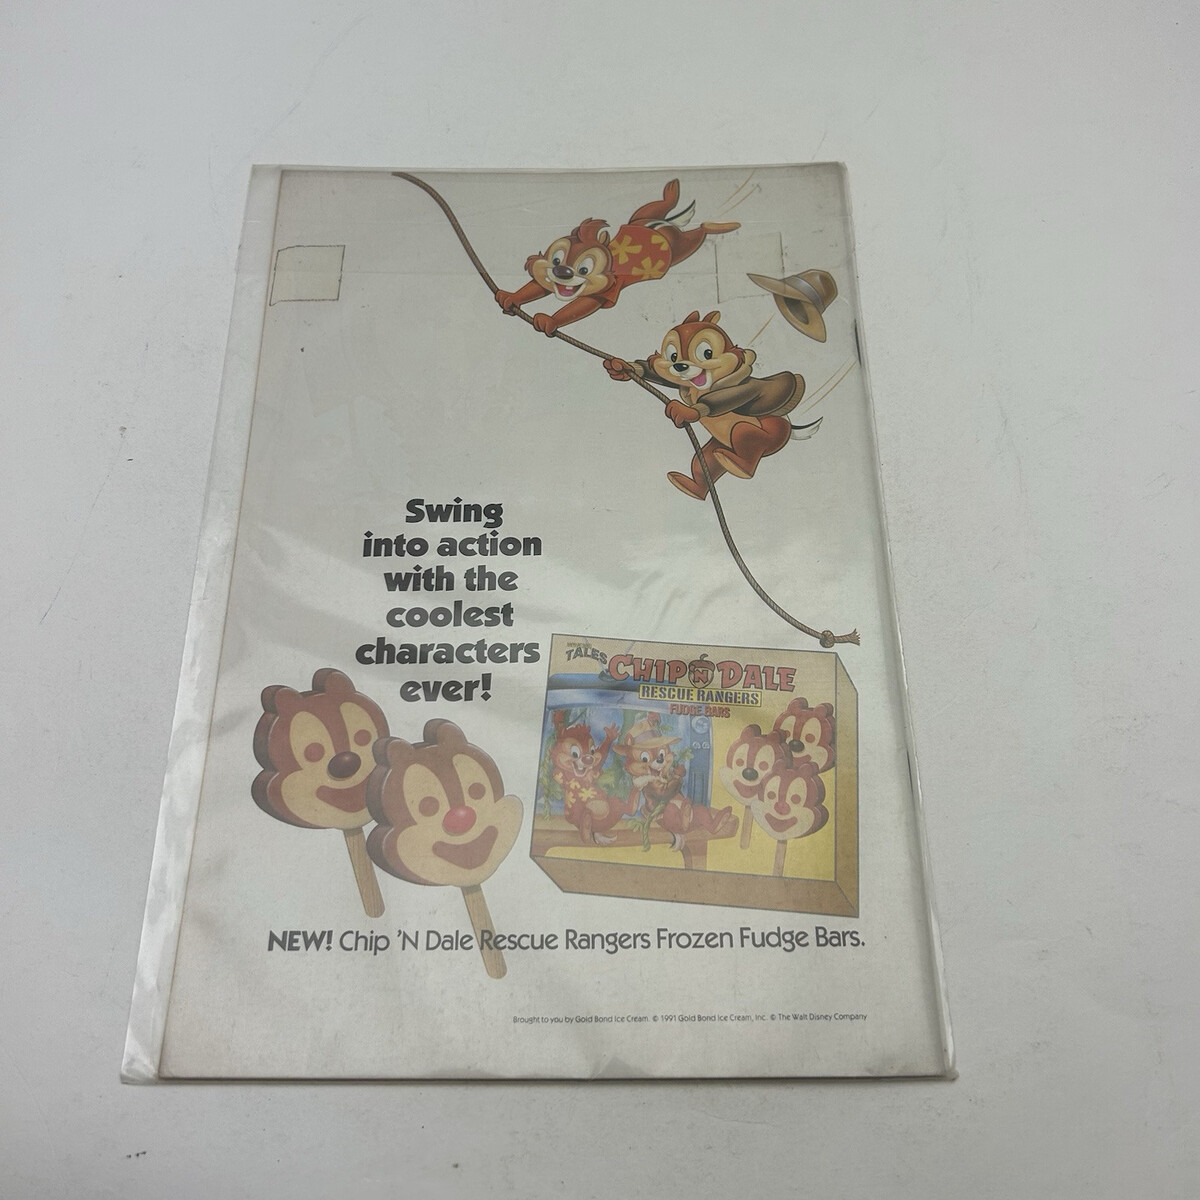 Swing
into action
with the
coolest
characters
ever!
TALES
CHIP 'N DALE
RESCUE RANGERS
FUDGE BARS
NEW! Chip 'N Dale Rescue Rangers Frozen Fudge Bars.
Brought to you by Gold Bond Ice Cream. © 1991 Gold Bond Ice Cream, Inc. © The Walt Disney Company